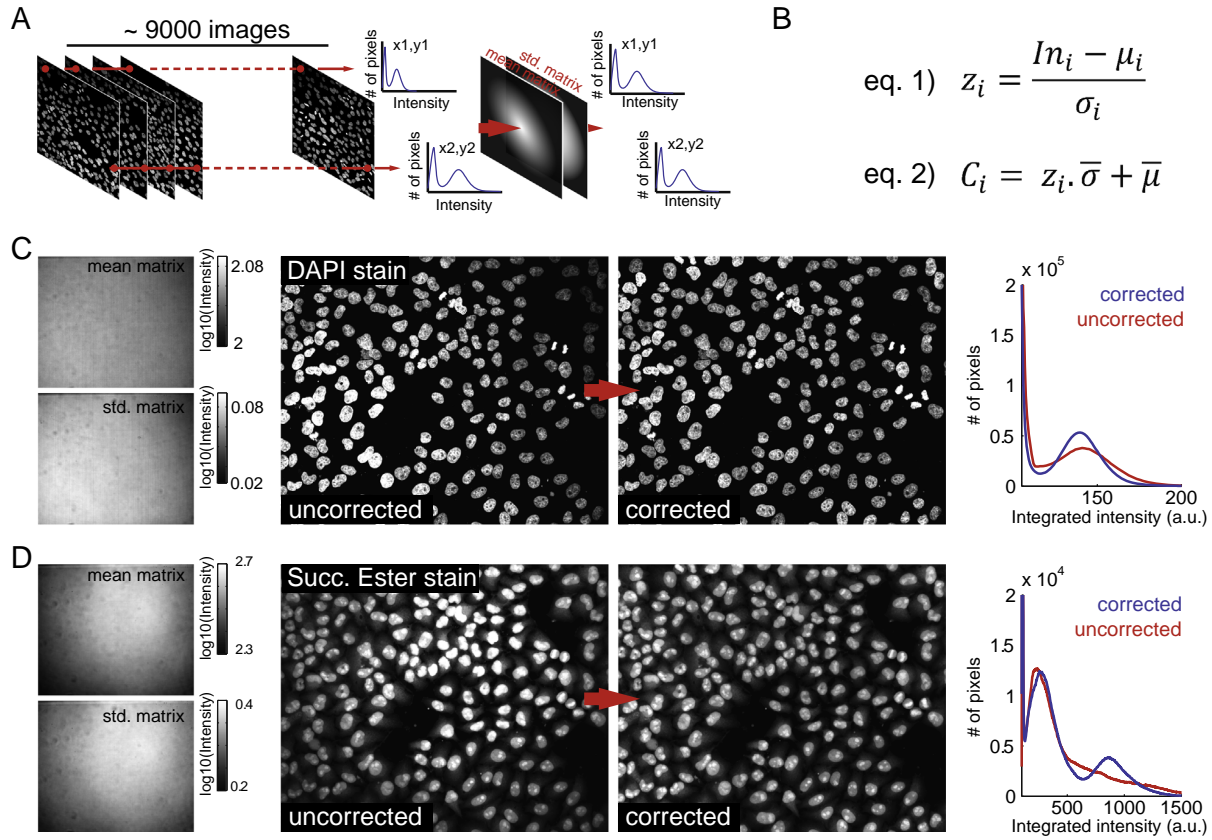 A
~ 9000 images
# of pixels
x1,y1
Intensity
# of pixels
x2,y2
Intensity
mean matrix
std. matrix
# of pixels
x1,y1
Intensity
# of pixels
x2,y2
Intensity
B
eq. 1) z_i = (In_i − μ_i) / σ_i
eq. 2) C_i = z_i. σ̅ + μ̅
C
mean matrix
log10(Intensity)
2.08
2
std. matrix
log10(Intensity)
0.08
0.02
DAPI stain
uncorrected
corrected
x 10⁵
2
1.5
1
0.5
0
# of pixels
corrected
uncorrected
150
200
Integrated intensity (a.u.)
D
mean matrix
log10(Intensity)
2.7
2.3
std. matrix
log10(Intensity)
0.4
0.2
Succ. Ester stain
uncorrected
corrected
x 10⁴
2
1.5
1
0.5
0
# of pixels
corrected
uncorrected
500
1000
1500
Integrated intensity (a.u.)